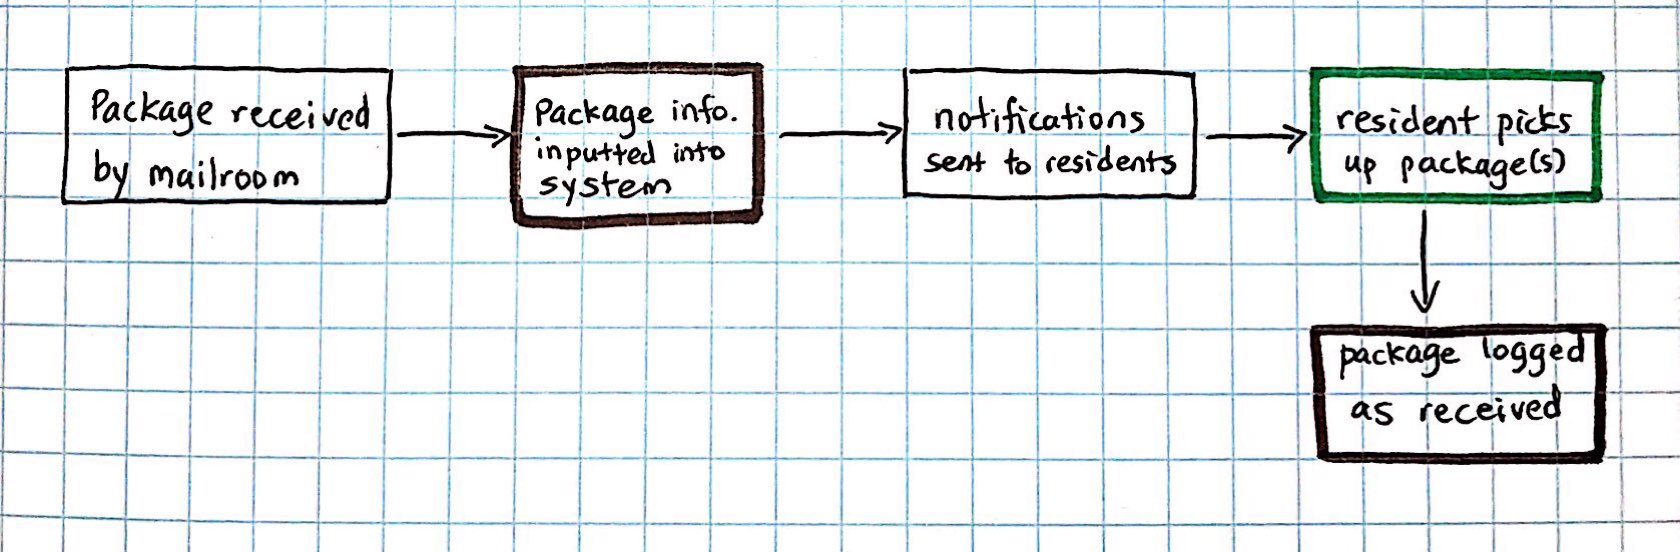 Package received
by mailroom
Package info.
inputted into
system
notifications
sent to residents
resident picks
up package(s)
package logged
as received